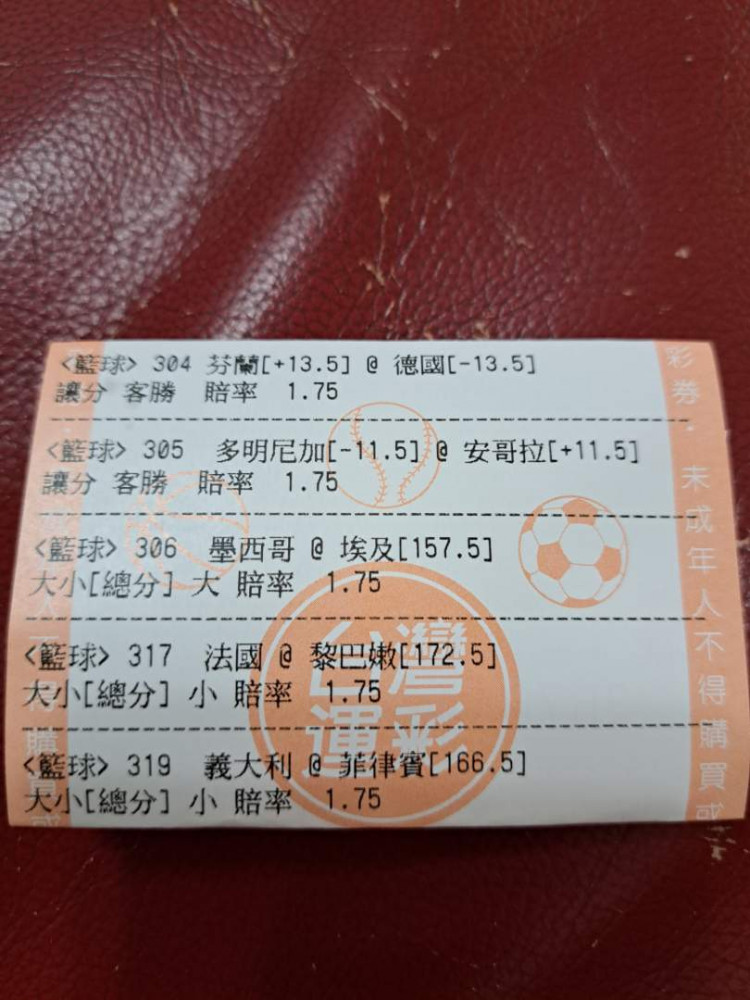 <籃球> 304 芬蘭[+13.5] @ 德國[-13.5]
讓分 客勝 賠率 1.75
<籃球> 305 多明尼加[-11.5] @ 安哥拉[+11.5]
讓分 客勝 賠率 1.75
<籃球> 306 墨西哥 @ 埃及[157.5]
大小[總分] 大 賠率 1.75
<籃球> 317 法國 @ 黎巴嫩[172.5]
大小[總分] 小 賠率 1.75
<籃球> 319 義大利 @ 菲律賓[166.5]
大小[總分] 小 賠率 1.75
台灣
運彩
彩券。未成年人不得購買或